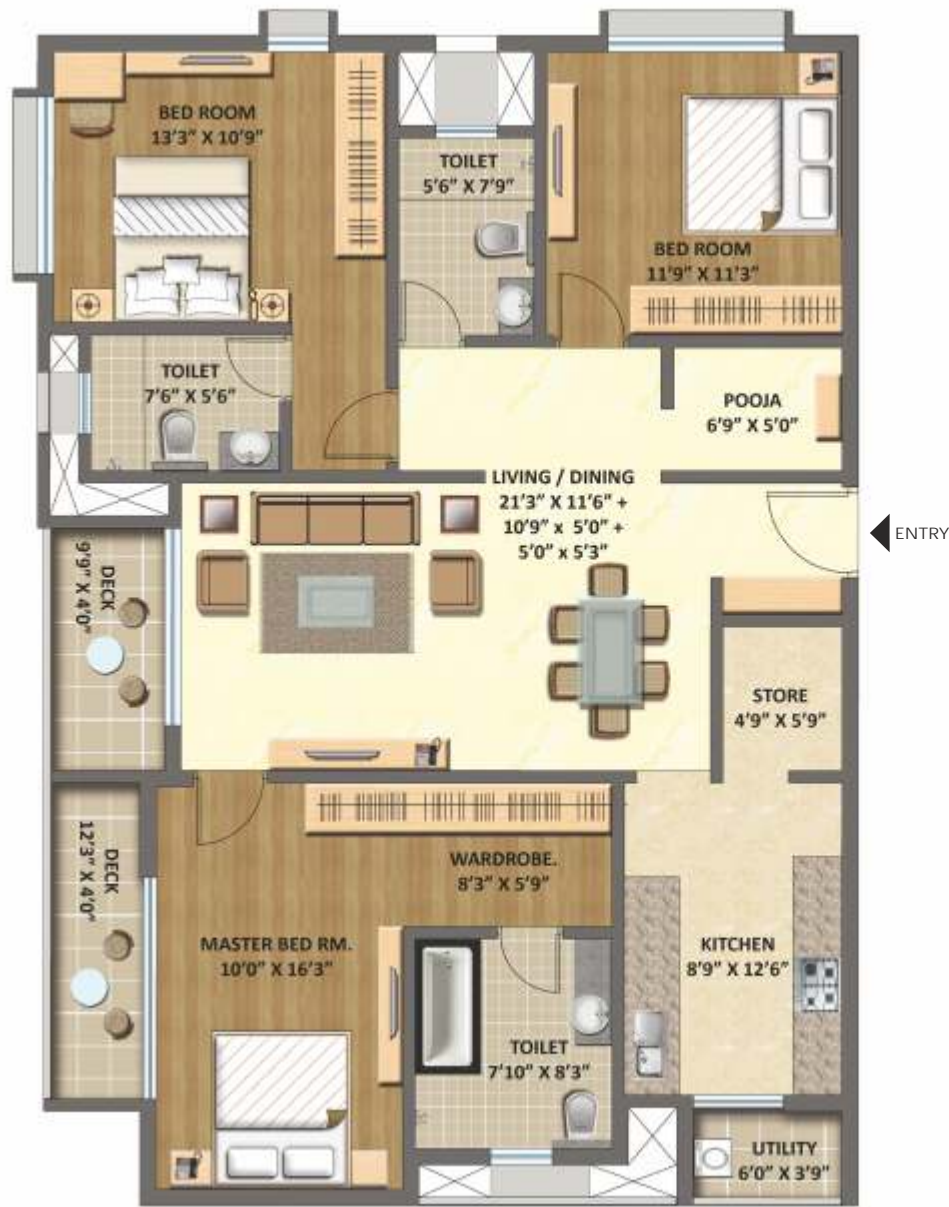 BED ROOM
13'3” X 10'9”
TOILET
5'6” X 7'9”
BED ROOM
11'9” X 11'3”
TOILET
7'6” X 5'6”
POOJA
6'9” X 5'0”
LIVING / DINING
21'3” X 11'6” +
10'9” x 5'0” +
5'0” x 5'3”
ENTRY
DECK
9'9” X 4'0”
STORE
4'9” X 5'9”
DECK
12'3” X 4'0”
WARDROBE.
8'3” X 5'9”
MASTER BED RM.
10'0” X 16'3”
KITCHEN
8'9” X 12'6”
TOILET
7'10” X 8'3”
UTILITY
6'0” X 3'9”